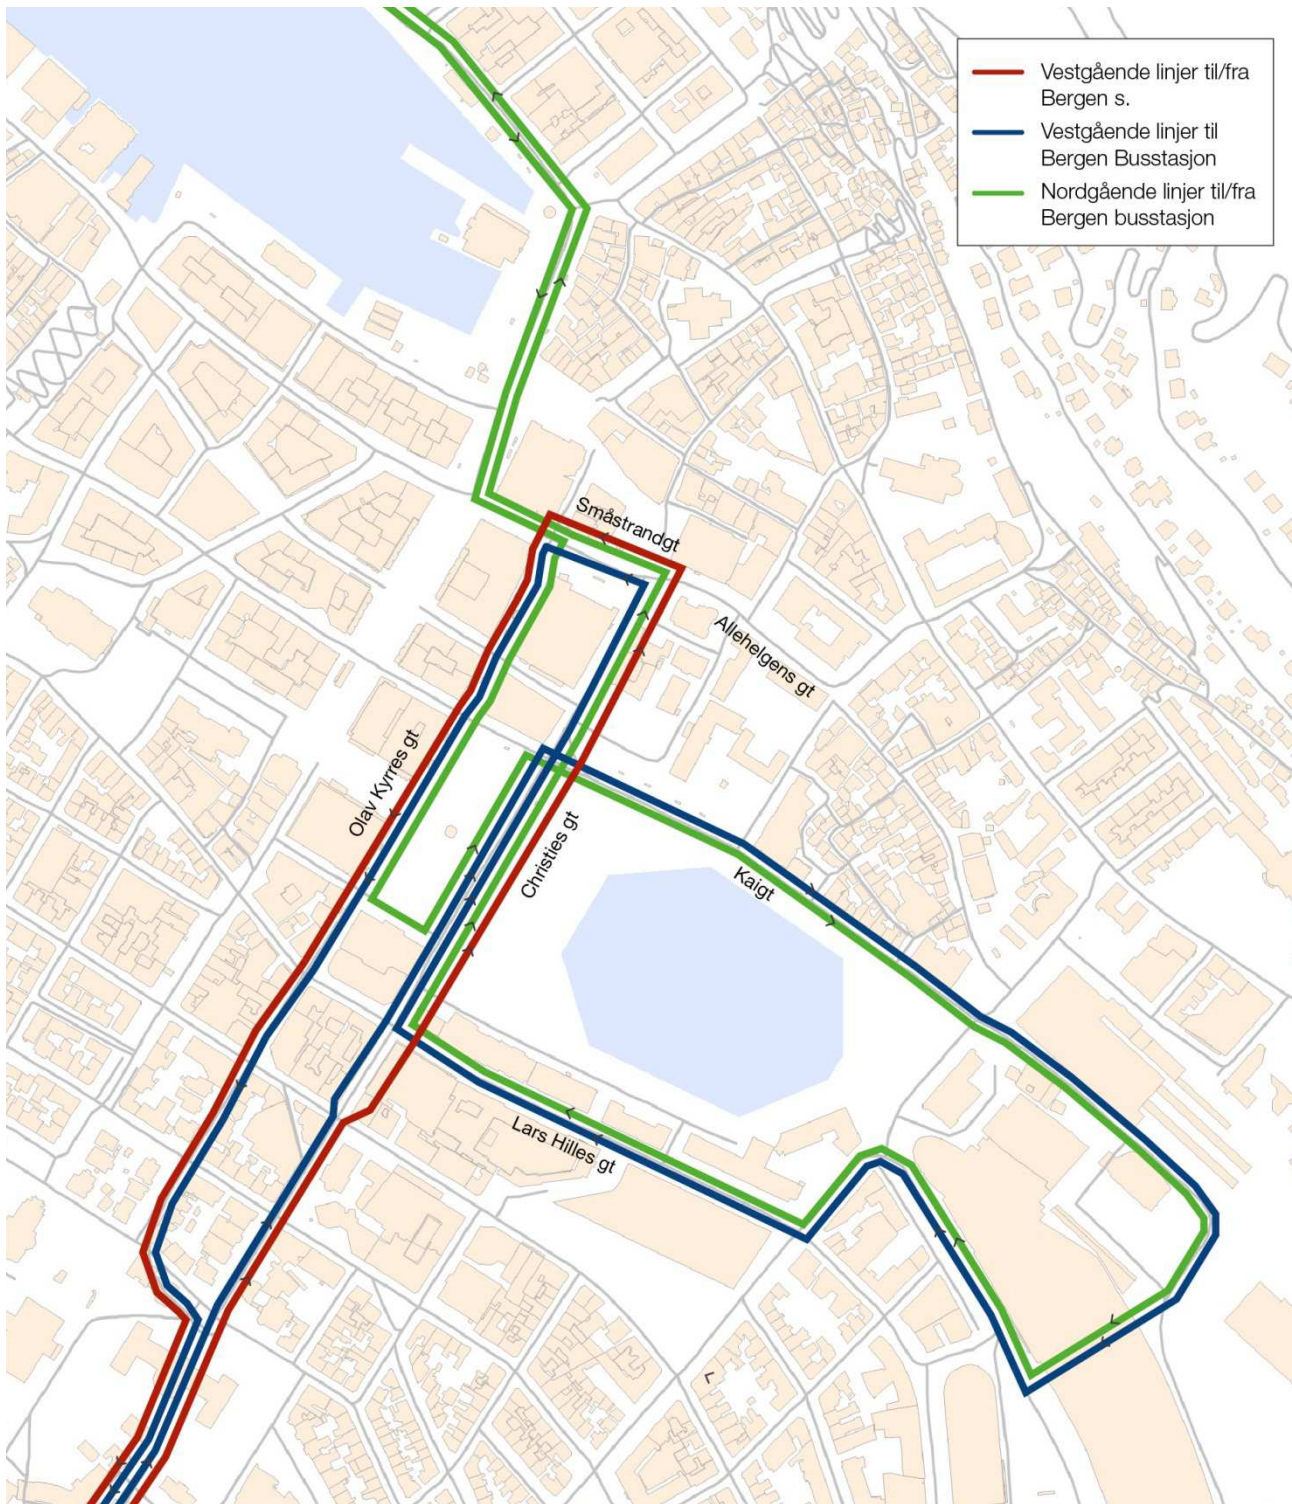 Vestgående linjer til/fra
Bergen s.
Vestgående linjer til
Bergen Busstasjon
Nordgående linjer til/fra
Bergen busstasjon
Småstrandgt
Allehelgens gt
Olav Kyrres gt
Christies gt
Kaigt
Lars Hilles gt